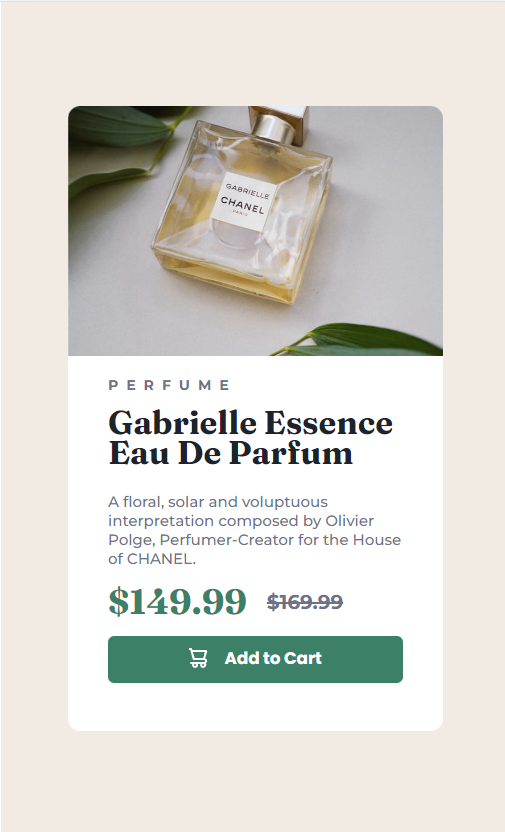 GABRIELLE
CHANEL
PARIS
PERFUME
Gabrielle Essence
Eau De Parfum
A floral, solar and voluptuous
interpretation composed by Olivier
Polge, Perfumer-Creator for the House
of CHANEL.
$149.99 $169.99
Add to Cart